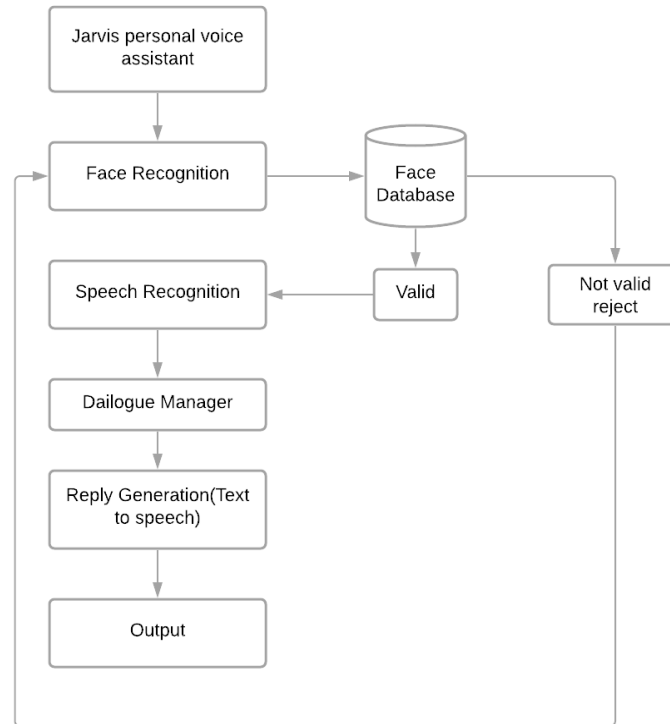 Jarvis personal voice
assistant
Face Recognition
Face
Database
Speech Recognition
Valid
Not valid
reject
Dailogue Manager
Reply Generation(Text
to speech)
Output